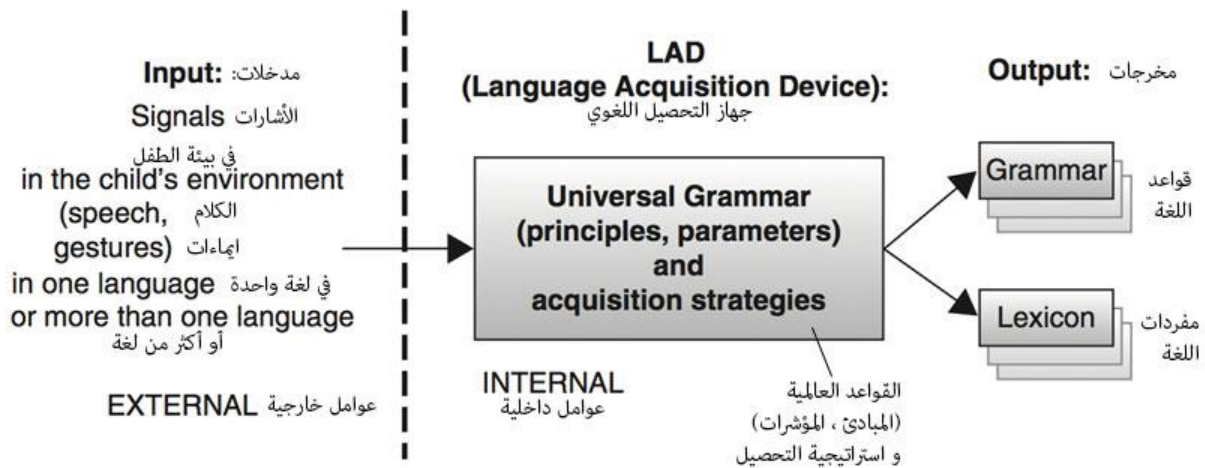 Input: مدخلات:
Signals الأشارات
في بيئة الطفل
in the child's environment
(speech, الكلام
gestures) ايماءات
in one language في لغة واحدة
or more than one language
أو أكثر من لغة
EXTERNAL عوامل خارجية
LAD
(Language Acquisition Device):
جهاز التحصيل اللغوي
Universal Grammar
(principles, parameters)
and
acquisition strategies
INTERNAL
عوامل داخلية
القواعد العالمية
(المبادئ ، المؤشرات)
و استراتيجية التحصيل
Output: مخرجات
Grammar
قواعد
اللغة
Lexicon
مفردات
اللغة